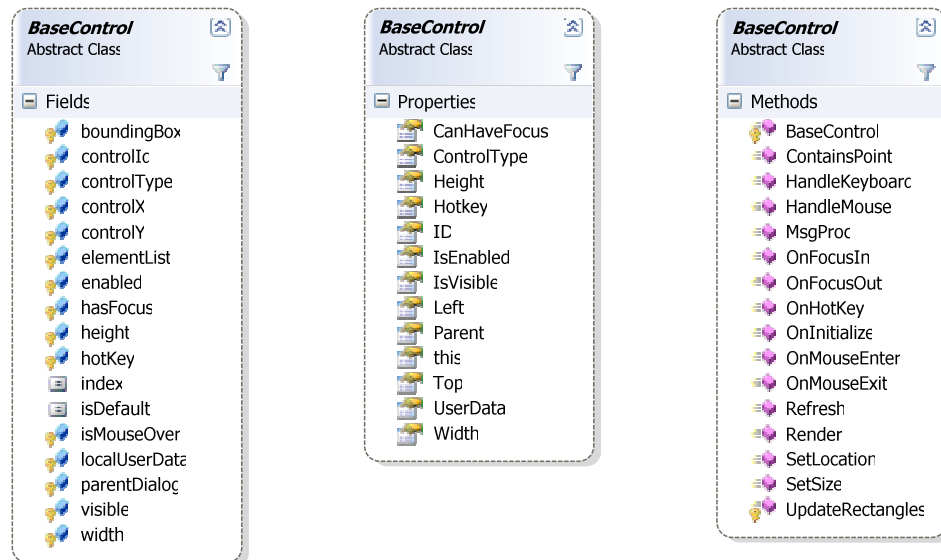 BaseControl
Abstract Class
Fields
boundingBox
controlId
controlType
controlX
controlY
elementList
enabled
hasFocus
height
hotKey
index
isDefault
isMouseOver
localUserData
parentDialog
visible
width
BaseControl
Abstract Class
Properties
CanHaveFocus
ControlType
Height
Hotkey
ID
IsEnabled
IsVisible
Left
Parent
this
Top
UserData
Width
BaseControl
Abstract Class
Methods
BaseControl
ContainsPoint
HandleKeyboard
HandleMouse
MsgProc
OnFocusIn
OnFocusOut
OnHotKey
OnInitialize
OnMouseEnter
OnMouseExit
Refresh
Render
SetLocation
SetSize
UpdateRectangles